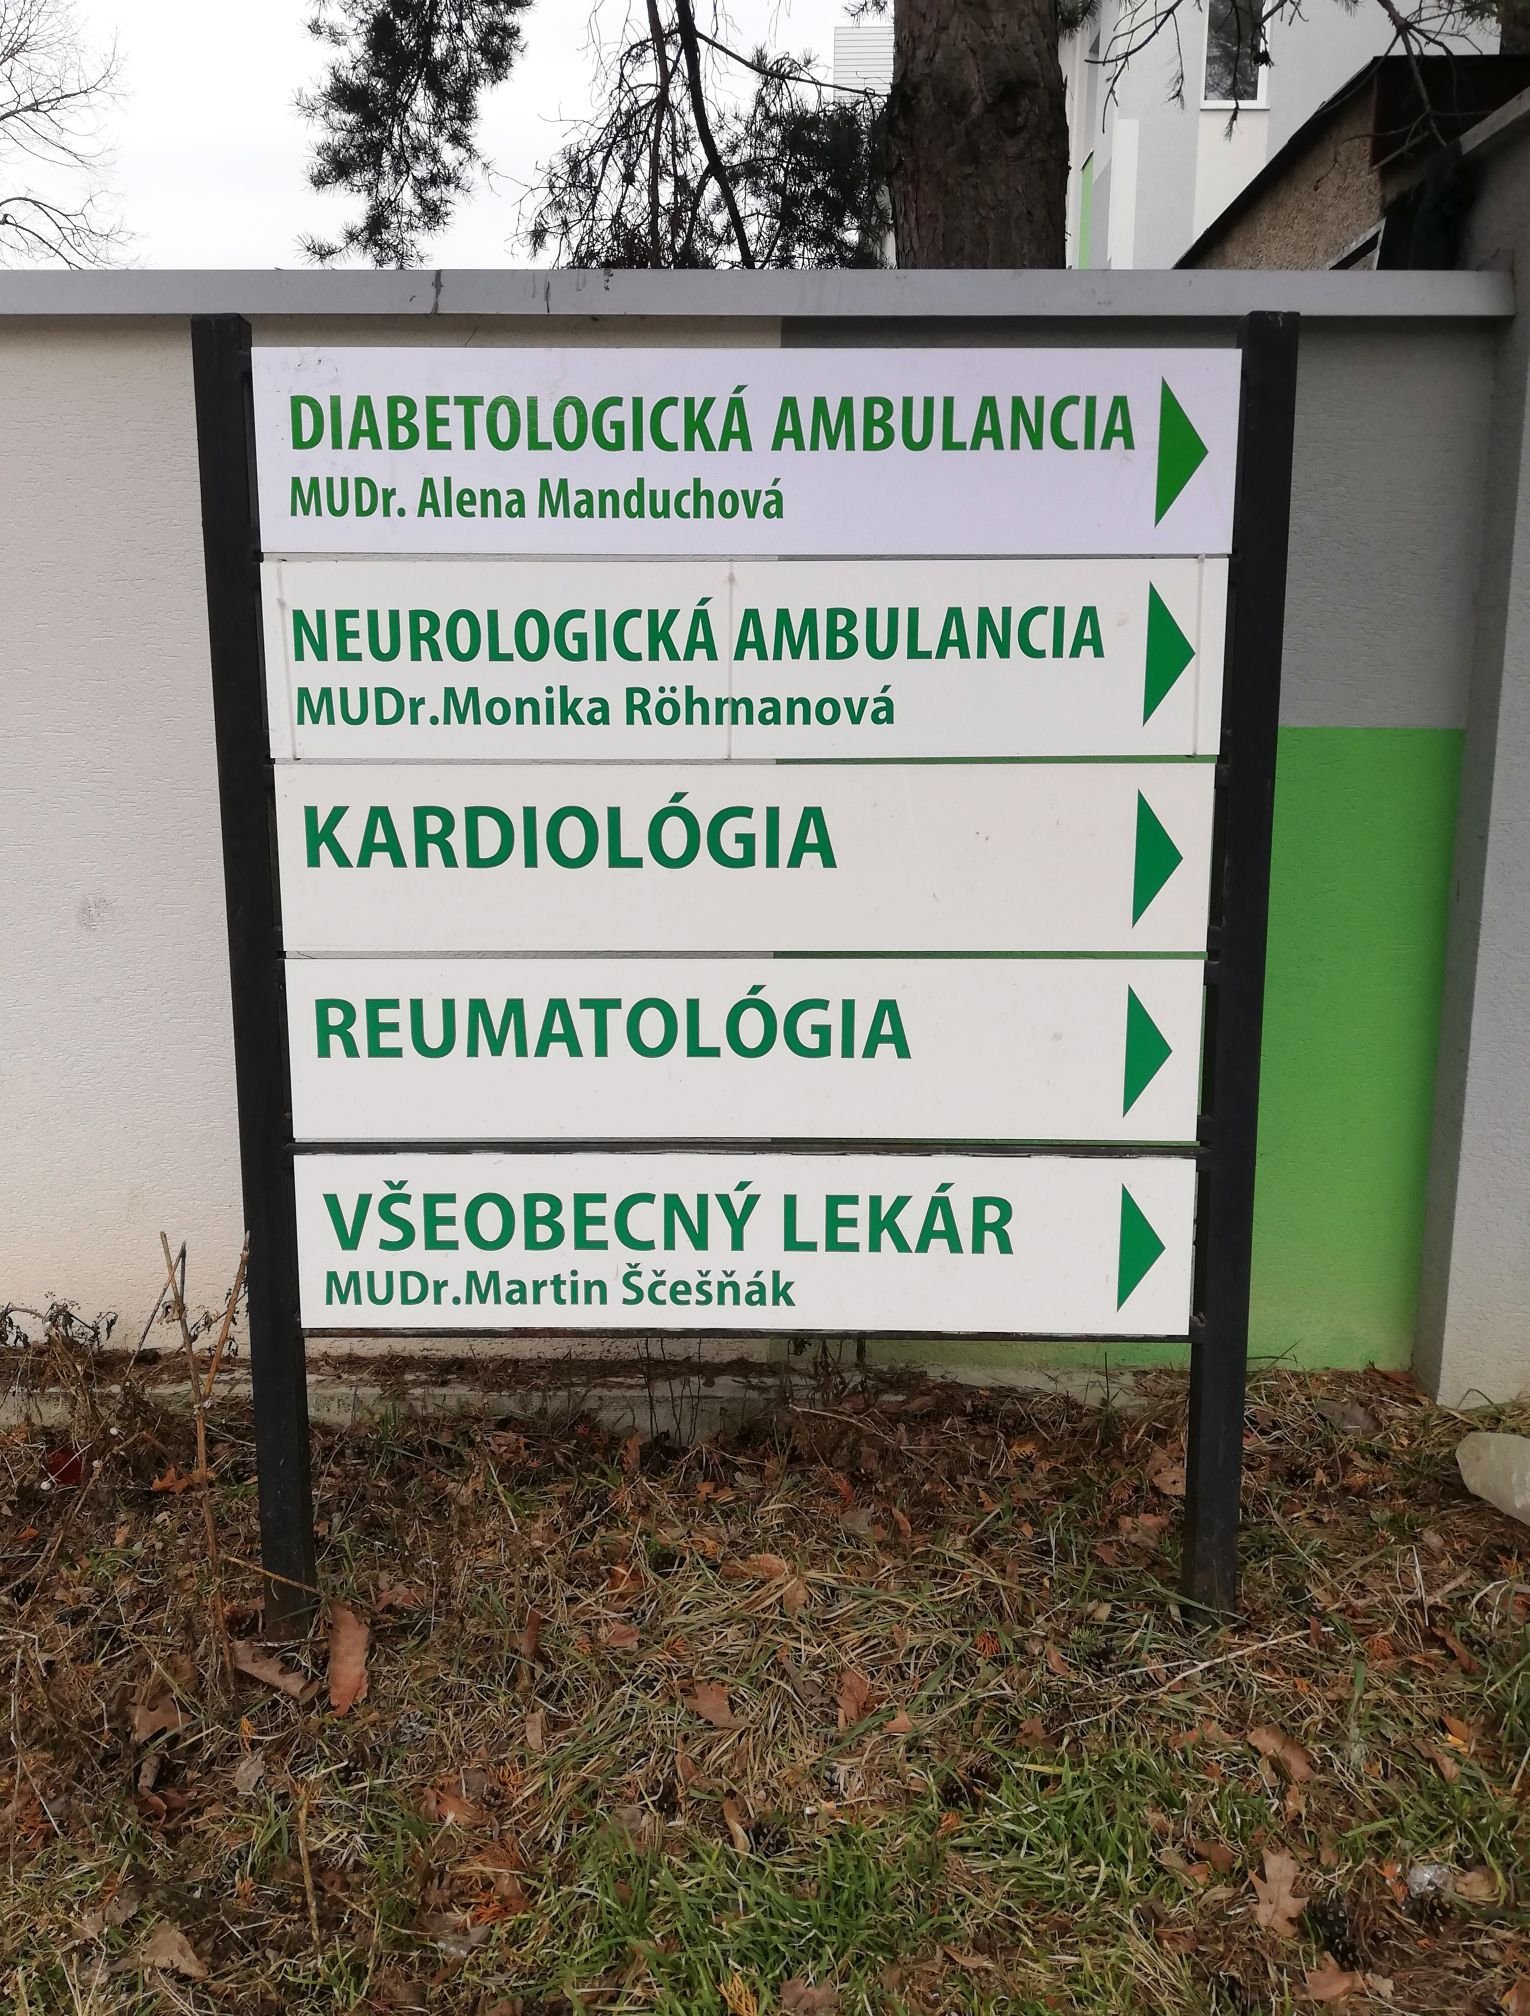 DIABETOLOGICKÁ AMBULANCIA
MUDr. Alena Manduchová
NEUROLOGICKÁ AMBULANCIA
MUDr.Monika Röhmanová
KARDIOLÓGIA
REUMATOLÓGIA
VŠEOBECNÝ LEKÁR
MUDr.Martin Ščešňák